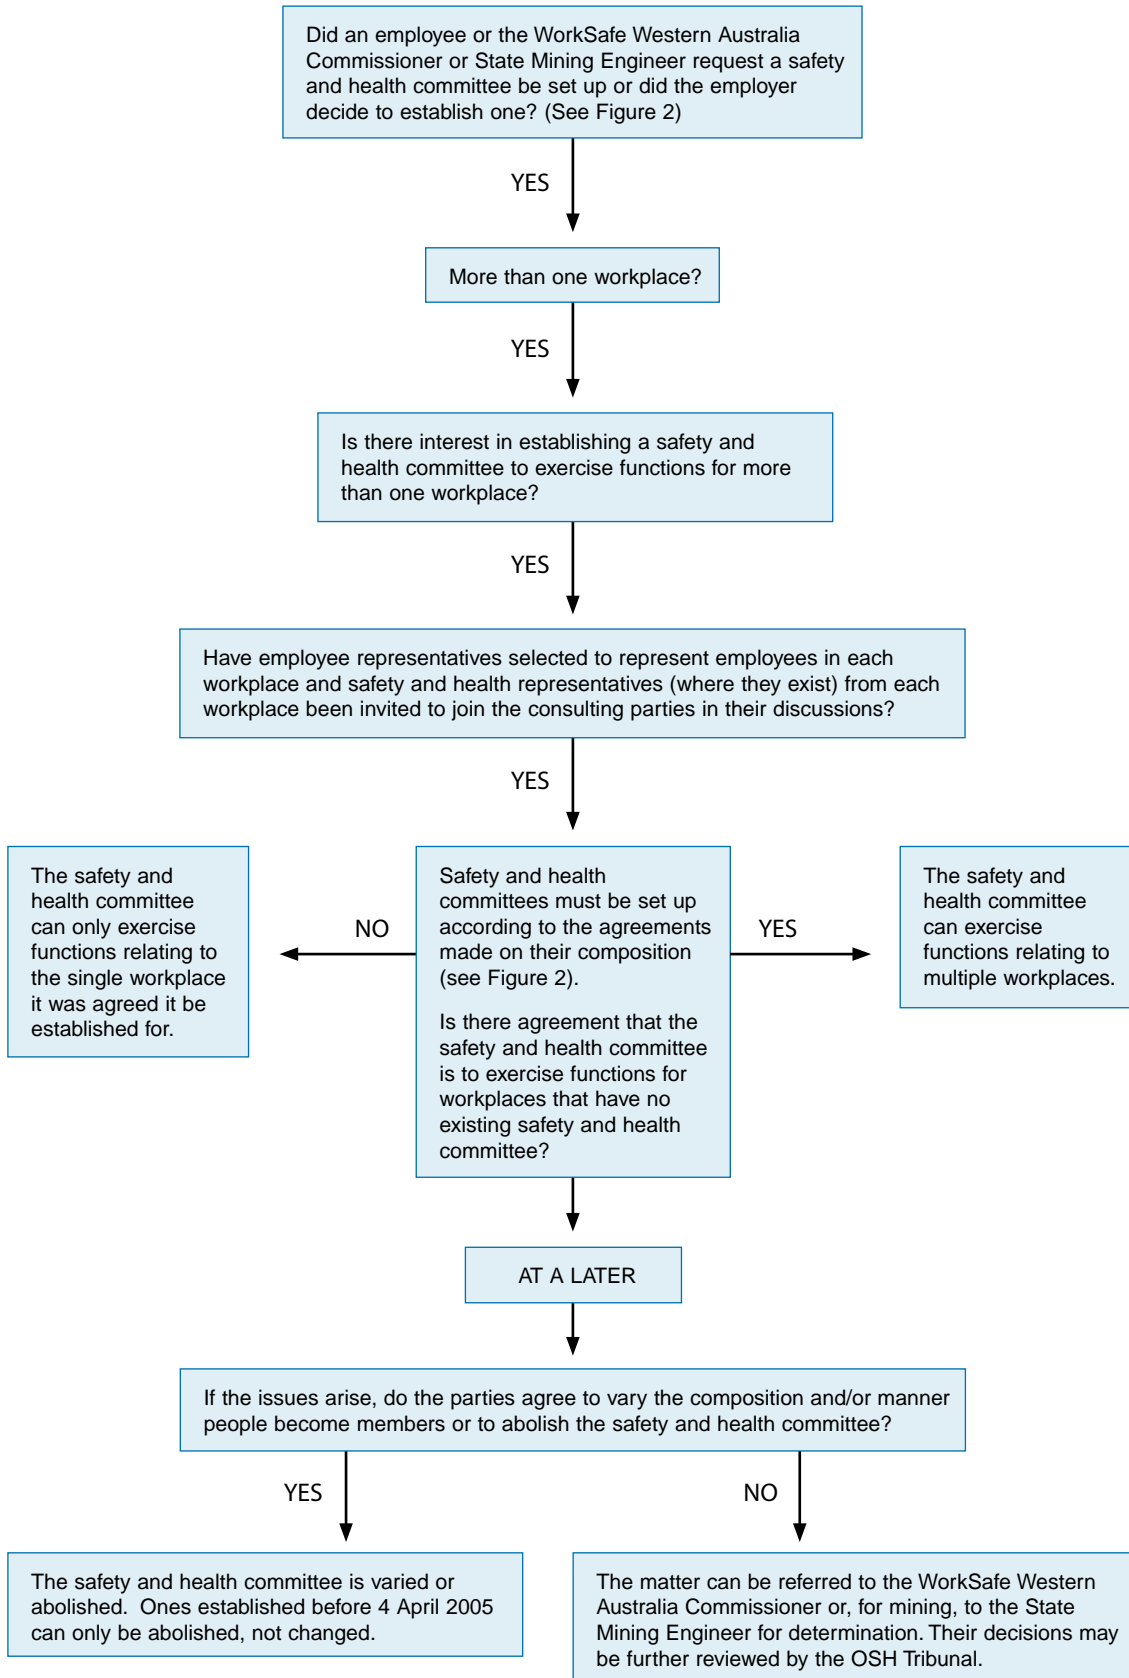 Did an employee or the WorkSafe Western Australia
Commissioner or State Mining Engineer request a safety
and health committee be set up or did the employer
decide to establish one? (See Figure 2)
YES
More than one workplace?
YES
Is there interest in establishing a safety and
health committee to exercise functions for more
than one workplace?
YES
Have employee representatives selected to represent employees in each
workplace and safety and health representatives (where they exist) from each
workplace been invited to join the consulting parties in their discussions?
YES
The safety and
health committee
can only exercise
functions relating to
the single workplace
it was agreed it be
established for.
NO
Safety and health
committees must be set up
according to the agreements
made on their composition
(see Figure 2).
Is there agreement that the
safety and health committee
is to exercise functions for
workplaces that have no
existing safety and health
committee?
YES
The safety and
health committee
can exercise
functions relating to
multiple workplaces.
AT A LATER
If the issues arise, do the parties agree to vary the composition and/or manner
people become members or to abolish the safety and health committee?
YES
NO
The safety and health committee is varied or
abolished.  Ones established before 4 April 2005
can only be abolished, not changed.
The matter can be referred to the WorkSafe Western
Australia Commissioner or, for mining, to the State
Mining Engineer for determination. Their decisions may
be further reviewed by the OSH Tribunal.